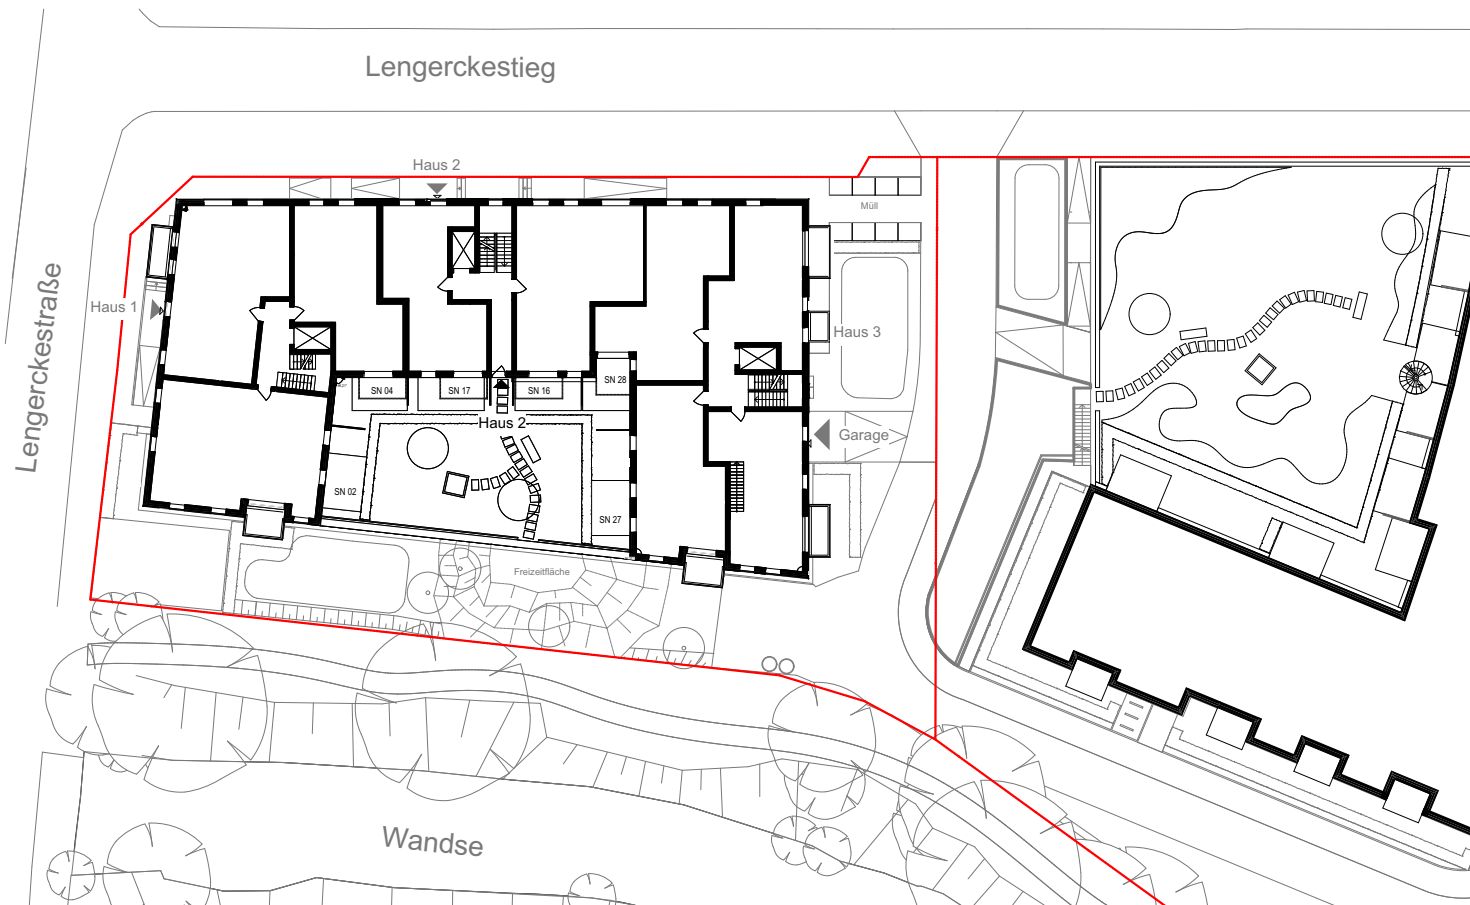 Lengerckestieg
Haus 2
Müll
Lengerckestraße
Haus 1
Haus 3
SN 04
SN 17
SN 16
SN 28
Haus 2
Garage
SN 02
SN 27
Freizeitfläche
Wandse